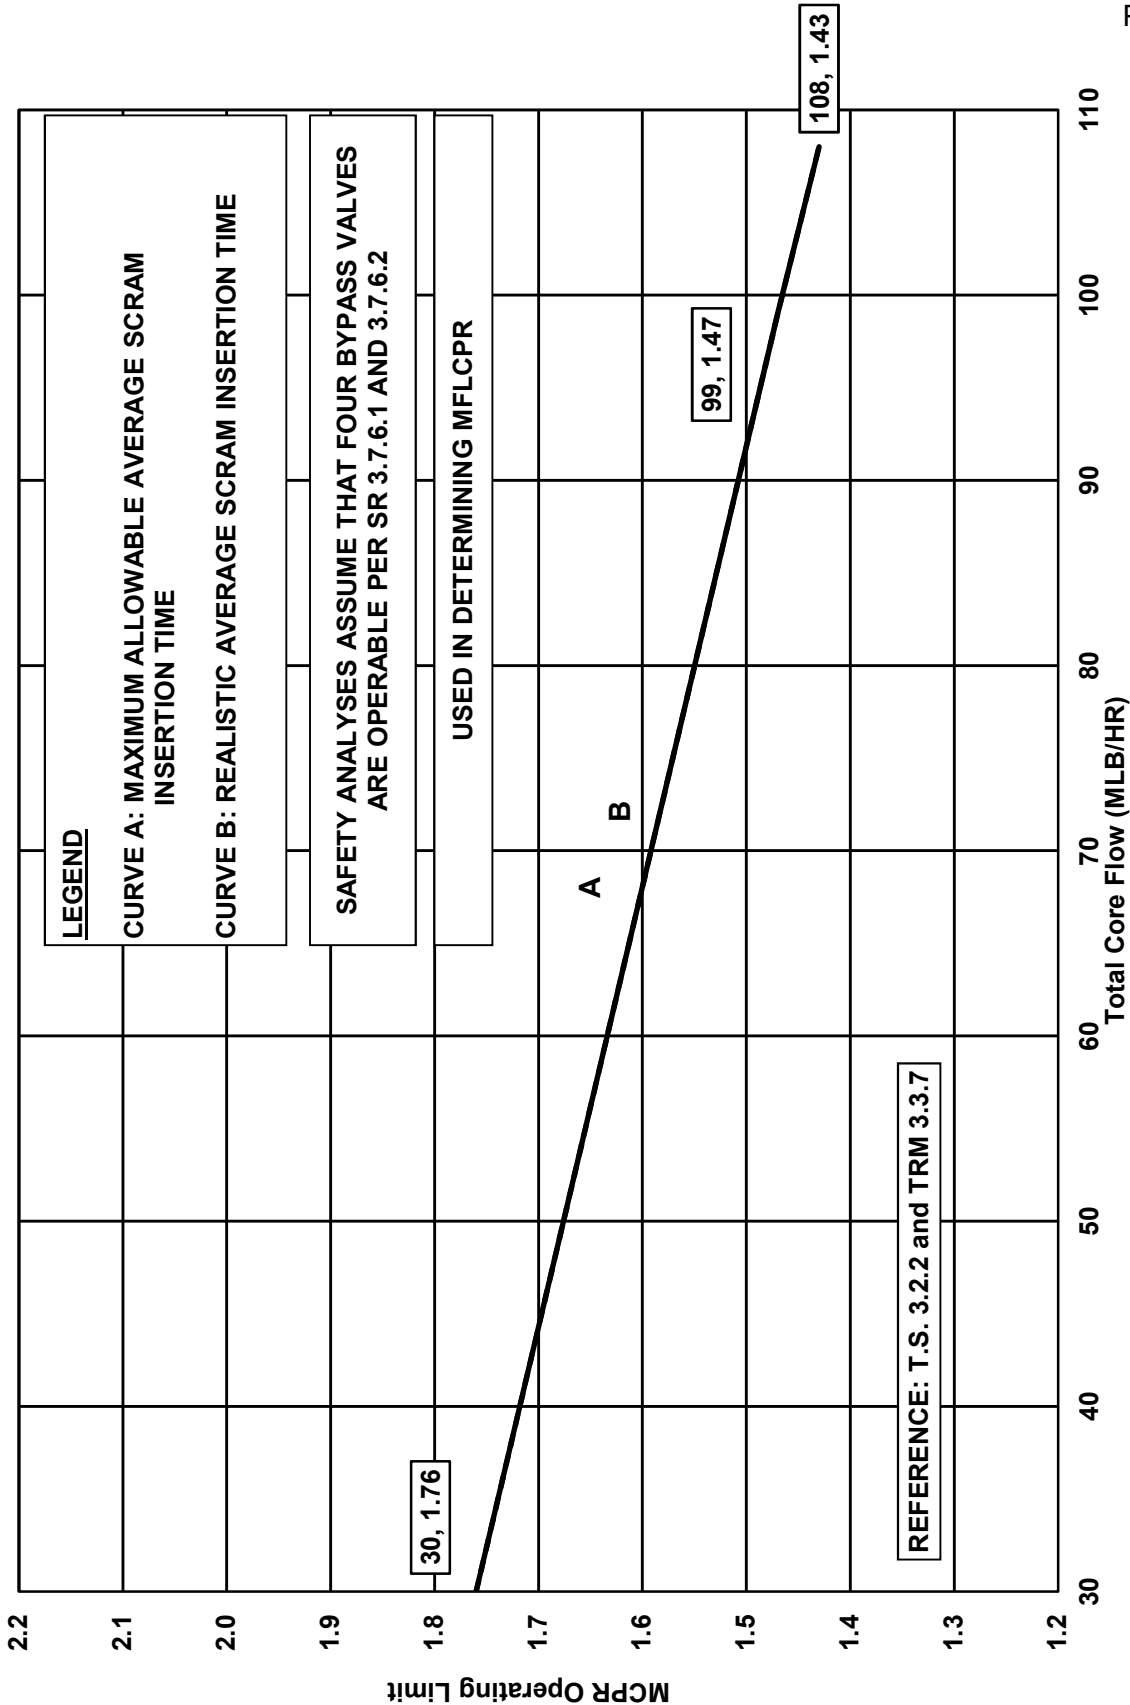 MCPR Operating Limit
2.2
2.1
2.0
1.9
1.8
1.7
1.6
1.5
1.4
1.3
1.2
LEGEND
CURVE A: MAXIMUM ALLOWABLE AVERAGE SCRAM
INSERTION TIME
CURVE B: REALISTIC AVERAGE SCRAM INSERTION TIME
SAFETY ANALYSES ASSUME THAT FOUR BYPASS VALVES
ARE OPERABLE PER SR 3.7.6.1 AND 3.7.6.2
USED IN DETERMINING MFLCPR
30, 1.76
A
B
99, 1.47
108, 1.43
REFERENCE: T.S. 3.2.2 and TRM 3.3.7
30
40
50
60
70
80
90
100
110
Total Core Flow (MLB/HR)